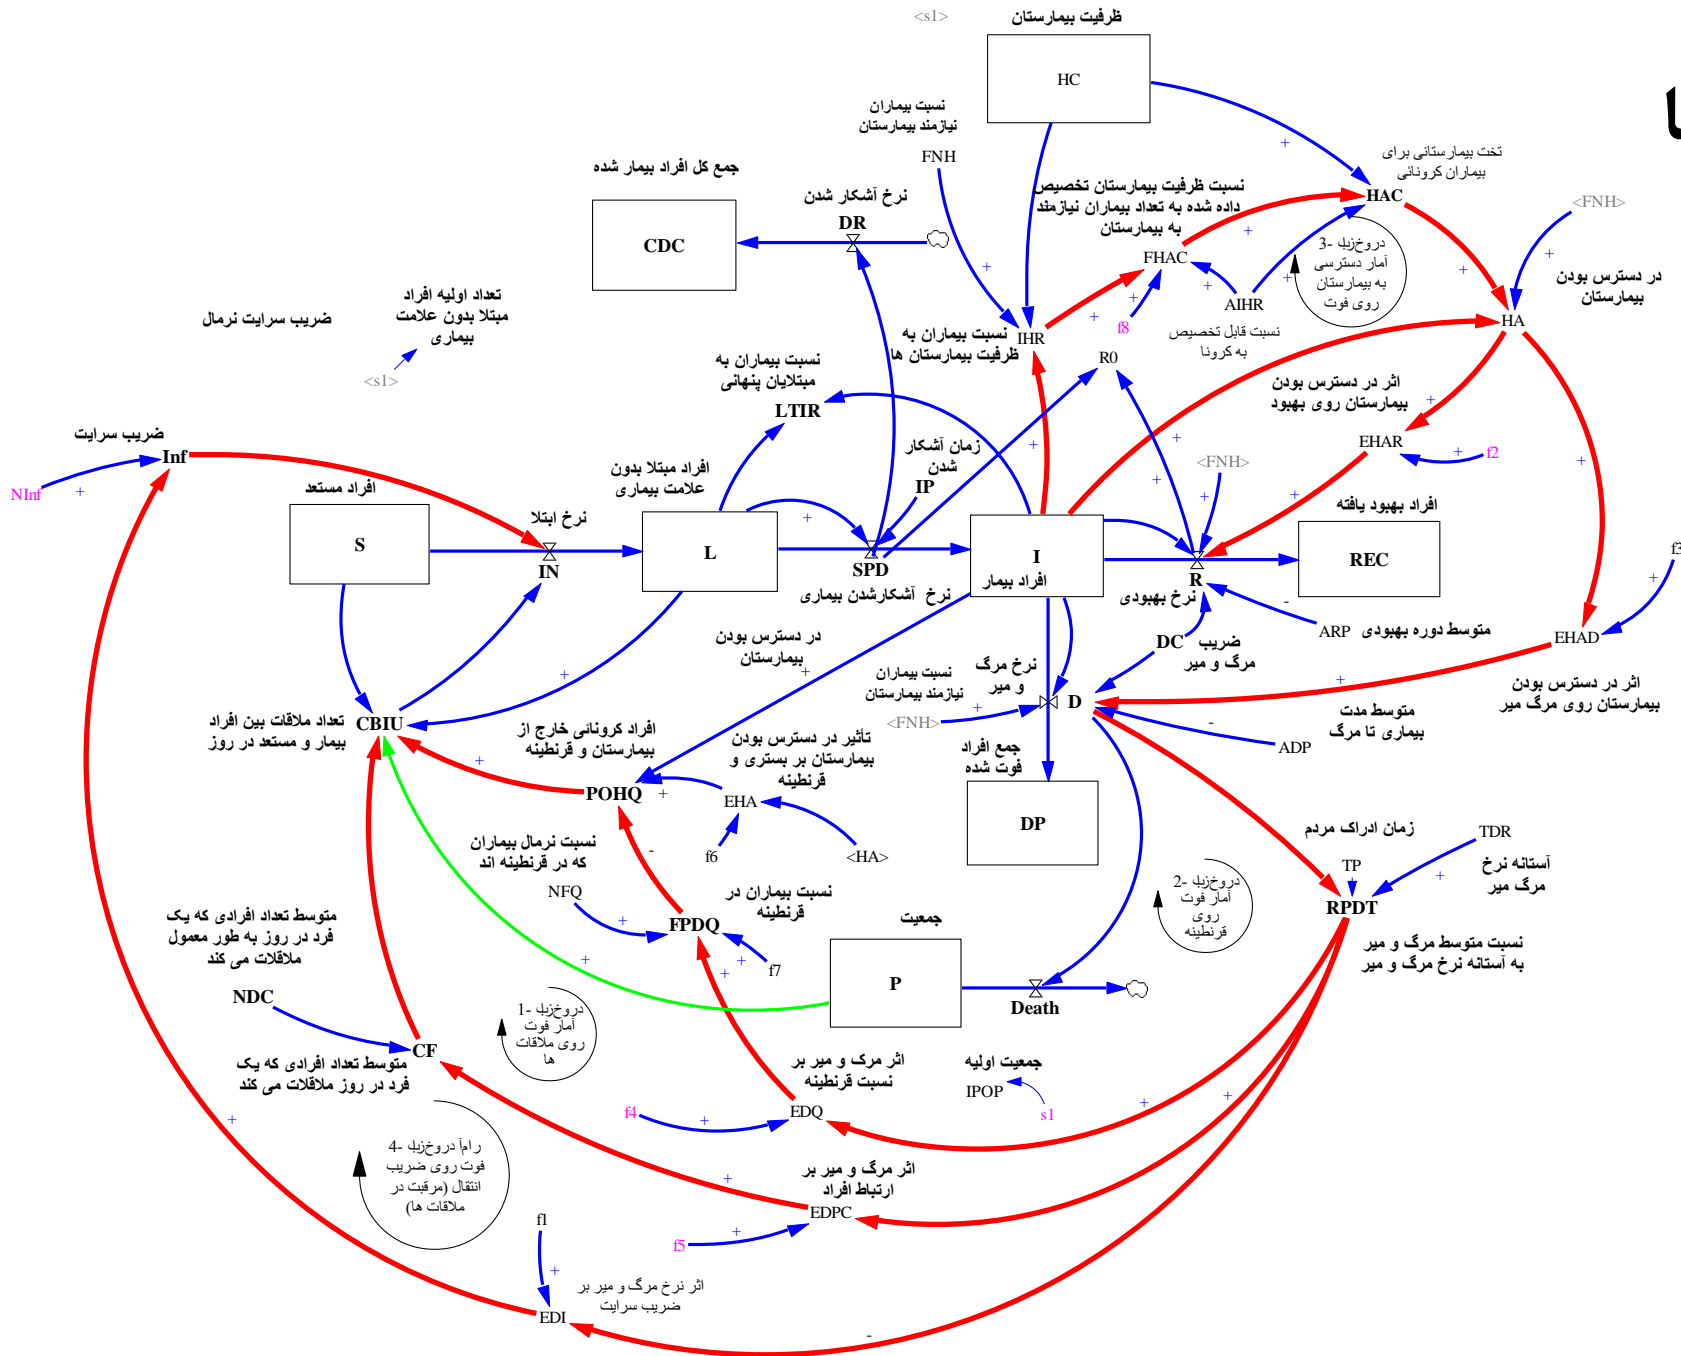 <s1>
ظرفیت بیمارستان
HC
نسبت بیماران
نیازمند بیمارستان
FNH
جمع کل افراد بیمار شده
CDC
نرخ آشکار شدن
DR
نسبت ظرفیت بیمارستان تخصیص
داده شده به تعداد بیماران نیازمند
به بیمارستان
FHAC
تخت بیمارستانی برای
بیماران کرونائی
HAC
<FNH>
در دسترس بودن
بیمارستان
HA
3-
آمار دسترسی
به بیمارستان
روی فوت
AIHR
نسبت قابل تخصیص
به کرونا
f8
IHR
نسبت بیماران به
ظرفیت بیمارستان ها
R0
تعداد اولیه افراد
مبتلا بدون علامت
بیماری
<s1>
ضریب سرایت نرمال
نسبت بیماران به
مبتلایان پنهانی
LTIR
اثر در دسترس بودن
بیمارستان روی بهبود
EHAR
f2
ضریب سرایت
Inf
NInf
افراد مستعد
S
نرخ ابتلا
IN
افراد مبتلا بدون
علامت بیماری
L
زمان آشکار
شدن
IP
SPD
نرخ آشکارشدن بیماری
I
افراد بیمار
<FNH>
R
نرخ بهبودی
افراد بهبود یافته
REC
f3
ARP
متوسط دوره بهبودی
EHAD
اثر در دسترس بودن
بیمارستان روی مرگ میر
DC
ضریب
مرگ و میر
در دسترس بودن
بیمارستان
نرخ مرگ
و میر
نسبت بیماران
نیازمند بیمارستان
<FNH>
D
متوسط مدت
بیماری تا مرگ
ADP
تعداد ملاقات بین افراد
بیمار و مستعد در روز
CBIU
افراد کرونائی خارج از
بیمارستان و قرنطینه
POHQ
تأثیر در دسترس بودن
بیمارستان بر بستری و
قرنطینه
EHA
f6
<HA>
جمع افراد
فوت شده
DP
زمان ادراک مردم
TP
TDR
آستانه نرخ
مرگ میر
RPDT
نسبت متوسط مرگ و میر
به آستانه نرخ مرگ و میر
2-
آمار فوت
روی
قرنطینه
نسبت نرمال بیماران
که در قرنطینه اند
NFQ
نسبت بیماران در
قرنطینه
FPDQ
f7
جمعیت
P
Death
متوسط تعداد افرادی که یک
فرد در روز به طور معمول
ملاقات می کند
NDC
1-
آمار فوت
روی ملاقات
ها
CF
متوسط تعداد افرادی که یک
فرد در روز ملاقات می کند
جمعیت اولیه
IPOP
s1
اثر مرک و میر بر
نسبت قرنطینه
EDQ
f4
4-
فوت روی ضریب
انتقال (مرقبت در
ملاقات ها)
اثر مرگ و میر بر
ارتباط افراد
EDPC
f5
f1
اثر نرخ مرگ و میر بر
ضریب سرایت
EDI